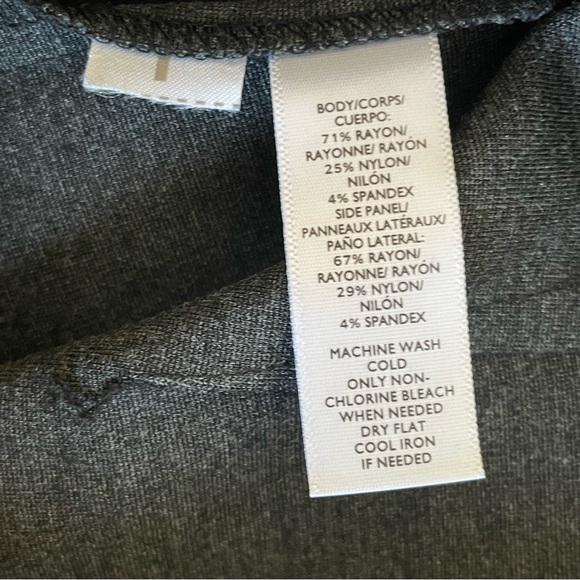 BODY/CORPS/
CUERPO:
71% RAYON/
RAYONNE/ RAYÓN
25% NYLON/
NILÓN
4% SPANDEX
SIDE PANEL/
PANNEAUX LATÉRAUX/
PAÑO LATERAL:
67% RAYON/
RAYONNE/ RAYÓN
29% NYLON/
NILÓN
4% SPANDEX
MACHINE WASH
COLD
ONLY NON-
CHLORINE BLEACH
WHEN NEEDED
DRY FLAT
COOL IRON
IF NEEDED